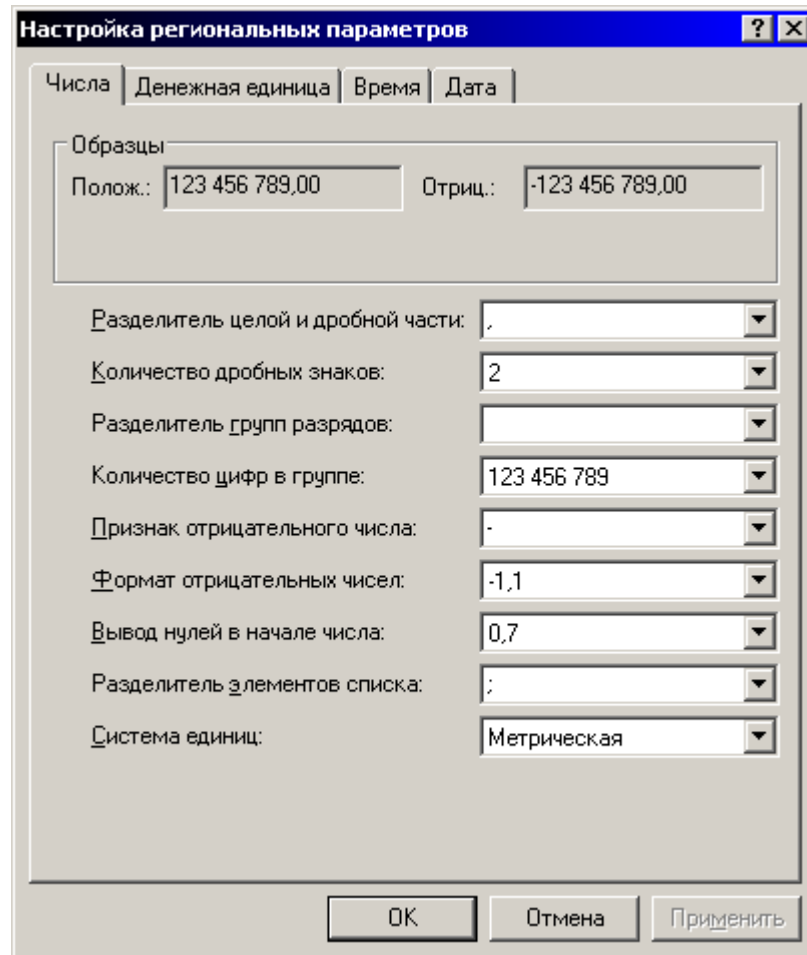 Настройка региональных параметров
Числа Денежная единица Время Дата
Образцы
Полож.: 123 456 789,00 Отриц.: -123 456 789,00
Разделитель целой и дробной части: ,
Количество дробных знаков: 2
Разделитель групп разрядов:
Количество цифр в группе: 123 456 789
Признак отрицательного числа: -
Формат отрицательных чисел: -1,1
Вывод нулей в начале числа: 0,7
Разделитель элементов списка: ;
Система единиц: Метрическая
OK Отмена Применить